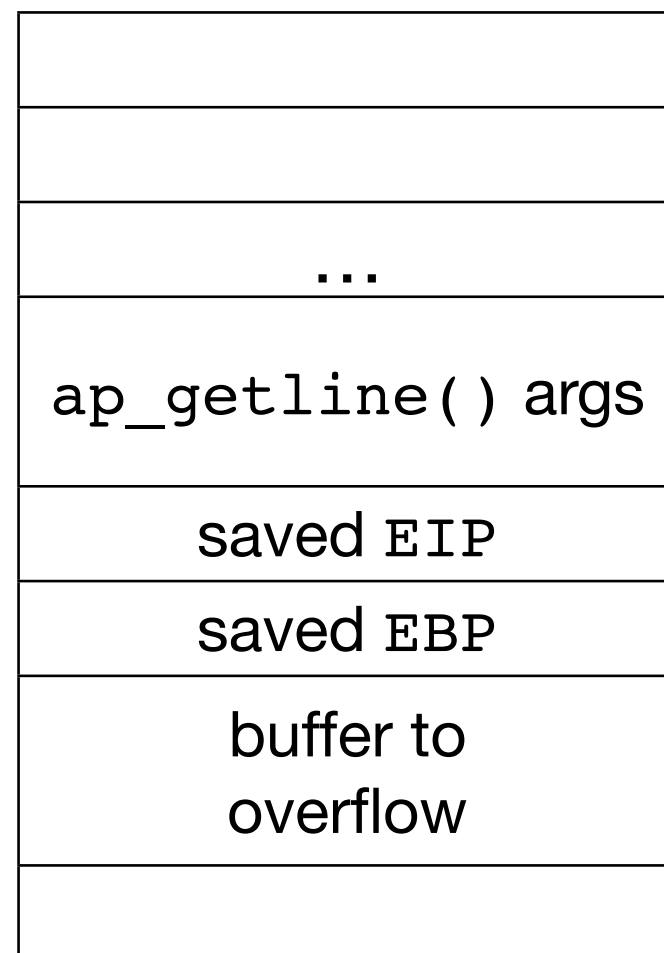 ...
ap_getline() args
saved EIP
saved EBP
buffer to
overflow